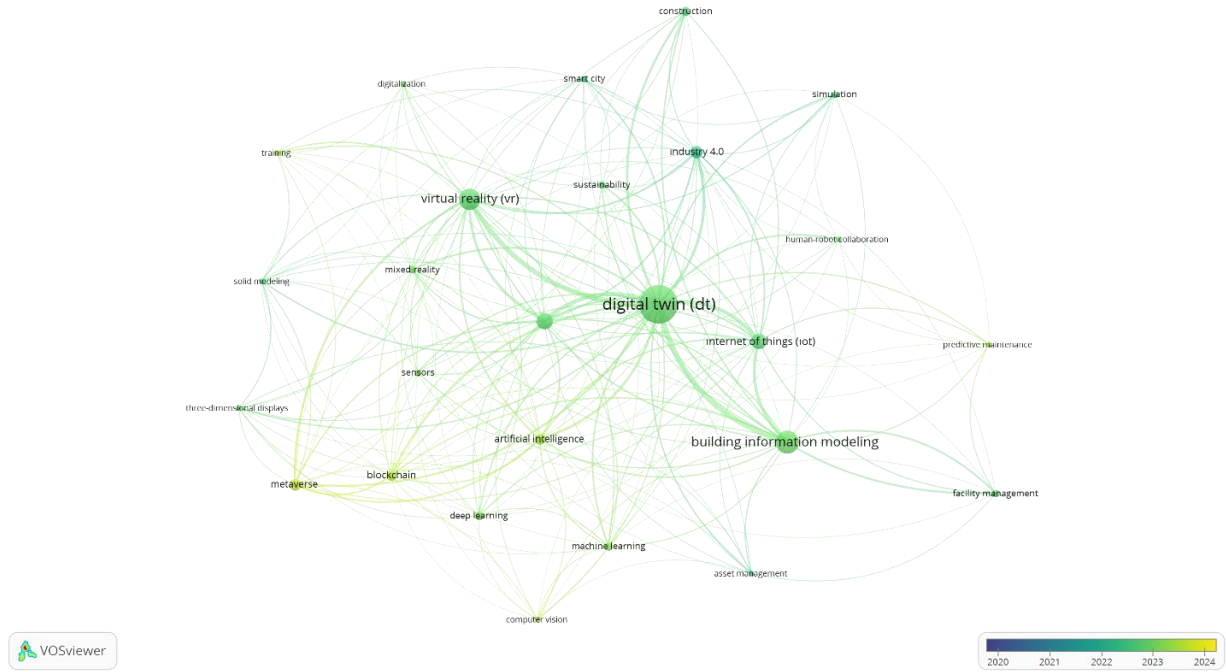 construction
smart city
digitalization
simulation
industry 4.0
training
sustainability
virtual reality (vr)
human-robot collaboration
mixed reality
solid modeling
digital twin (dt)
internet of things (iot)
predictive maintenance
sensors
three-dimensional displays
artificial intelligence
building information modeling
blockchain
metaverse
facility management
deep learning
machine learning
asset management
computer vision
VOSviewer
2020 2021 2022 2023 2024